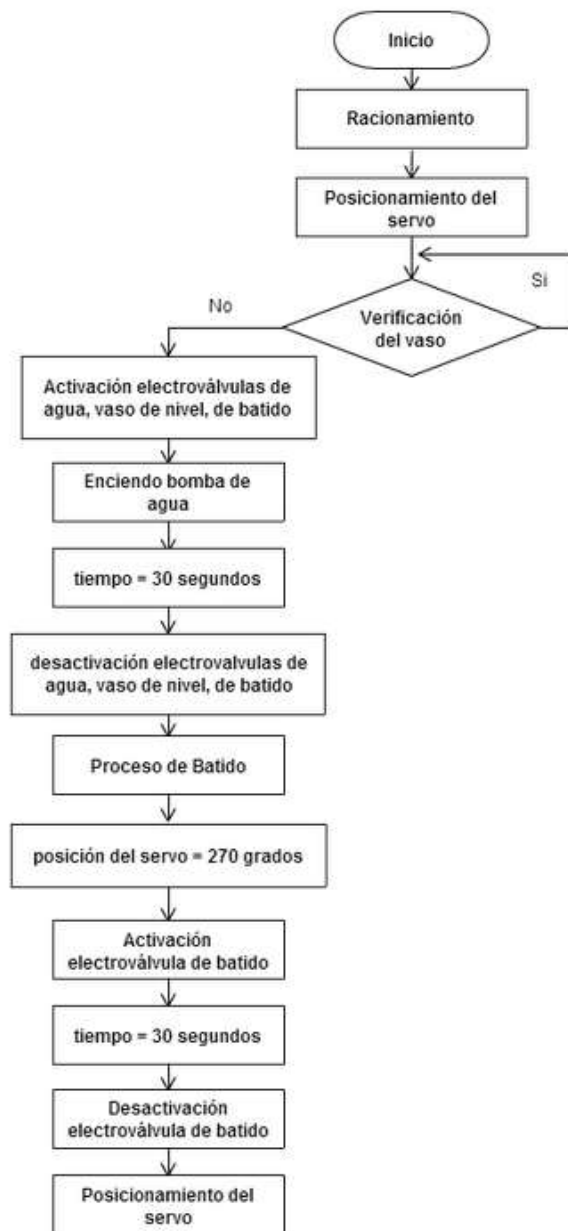 Inicio
Racionamiento
Posicionamiento del
servo
Si
No
Verificación
del vaso
Activación electroválvulas de
agua, vaso de nivel, de batido
Enciendo bomba de
agua
tiempo = 30 segundos
desactivación electrovalvulas de
agua, vaso de nivel, de batido
Proceso de Batido
posición del servo = 270 grados
Activación
electroválvula de batido
tiempo = 30 segundos
Desactivación
electroválvula de batido
Posicionamiento del
servo